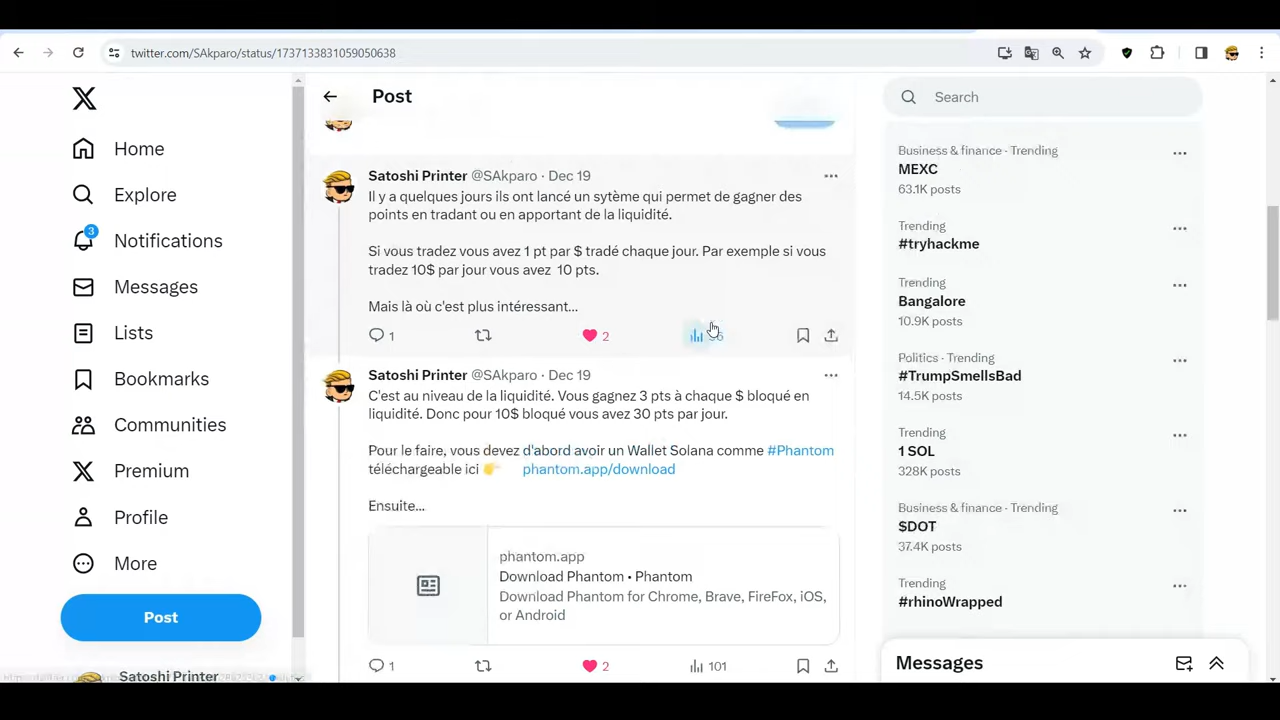 twitter.com/SAkparo/status/1737133831059050638
Home
Explore
3
Notifications
Messages
Lists
Bookmarks
Communities
Premium
Profile
More
Post
Satoshi Printer
Post
Satoshi Printer @SAkparo · Dec 19
Il y a quelques jours ils ont lancé un sytème qui permet de gagner des
points en tradant ou en apportant de la liquidité.
Si vous tradez vous avez 1 pt par $ tradé chaque jour. Par exemple si vous
tradez 10$ par jour vous avez 10 pts.
Mais là où c'est plus intéressant...
1
2
Satoshi Printer @SAkparo · Dec 19
C'est au niveau de la liquidité. Vous gagnez 3 pts à chaque $ bloqué en
liquidité. Donc pour 10$ bloqué vous avez 30 pts par jour.
Pour le faire, vous devez d'abord avoir un Wallet Solana comme #Phantom
téléchargeable ici 👉 phantom.app/download
Ensuite...
phantom.app
Download Phantom • Phantom
Download Phantom for Chrome, Brave, FireFox, iOS,
or Android
1
2
101
Search
Business & finance · Trending
MEXC
63.1K posts
Trending
#tryhackme
Trending
Bangalore
10.9K posts
Politics · Trending
#TrumpSmellsBad
14.5K posts
Trending
1 SOL
328K posts
Business & finance · Trending
$DOT
37.4K posts
Trending
#rhinoWrapped
Messages